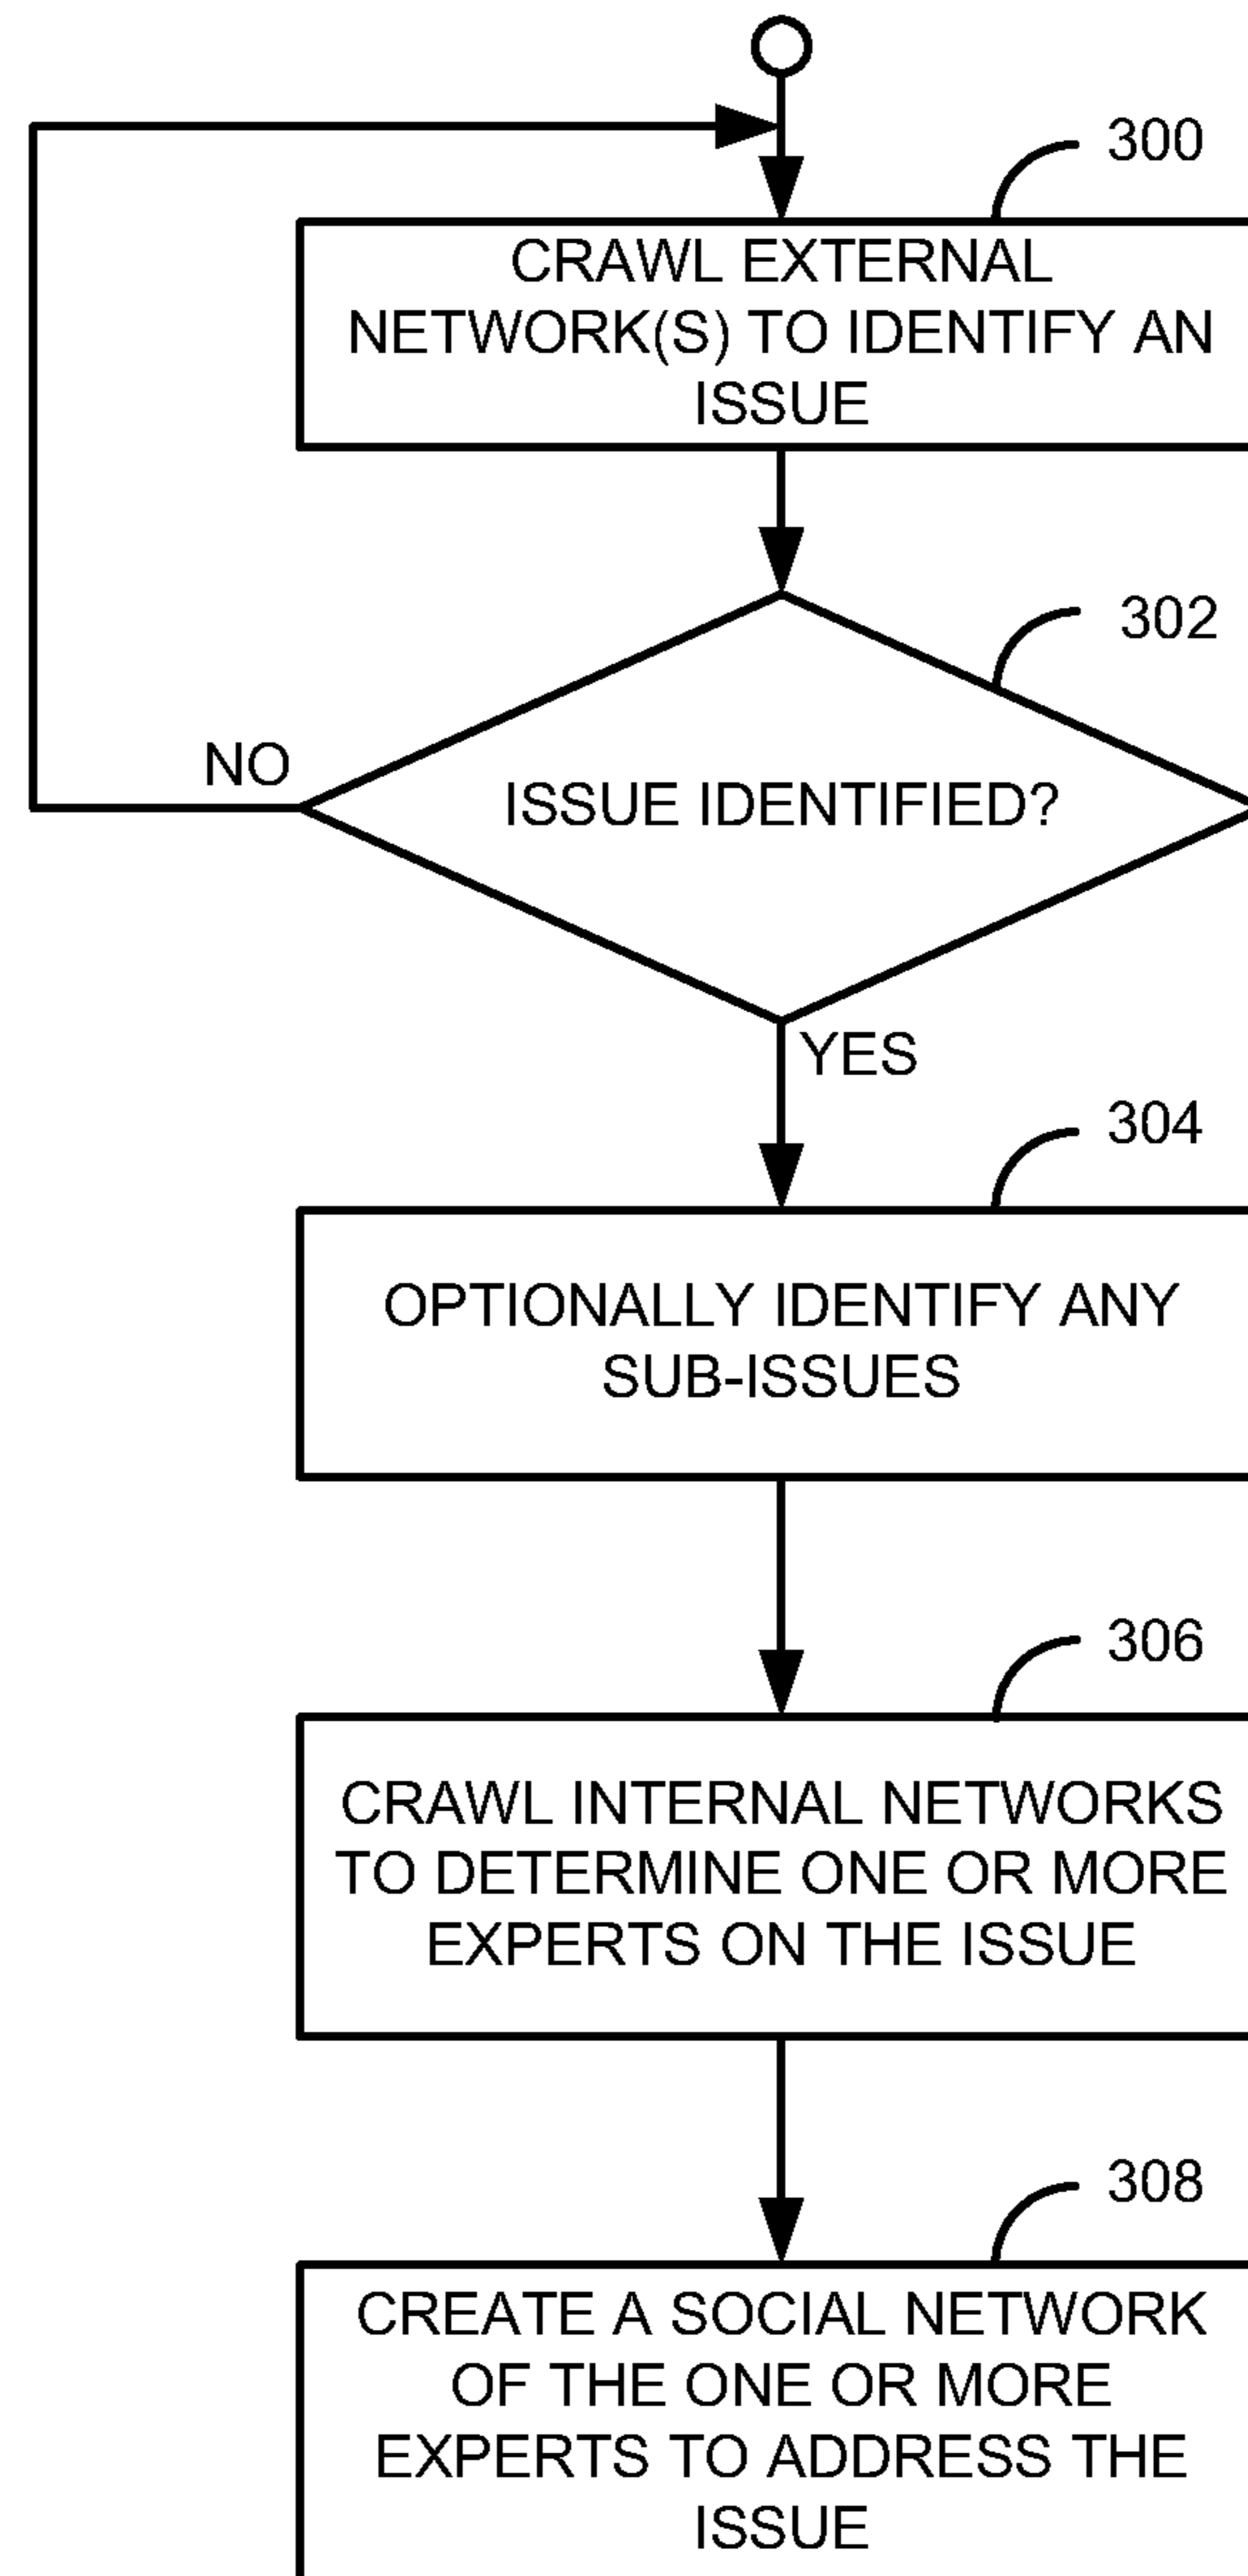 300
CRAWL EXTERNAL
NETWORK(S) TO IDENTIFY AN
ISSUE
302
NO
ISSUE IDENTIFIED?
YES
304
OPTIONALLY IDENTIFY ANY
SUB-ISSUES
306
CRAWL INTERNAL NETWORKS
TO DETERMINE ONE OR MORE
EXPERTS ON THE ISSUE
308
CREATE A SOCIAL NETWORK
OF THE ONE OR MORE
EXPERTS TO ADDRESS THE
ISSUE